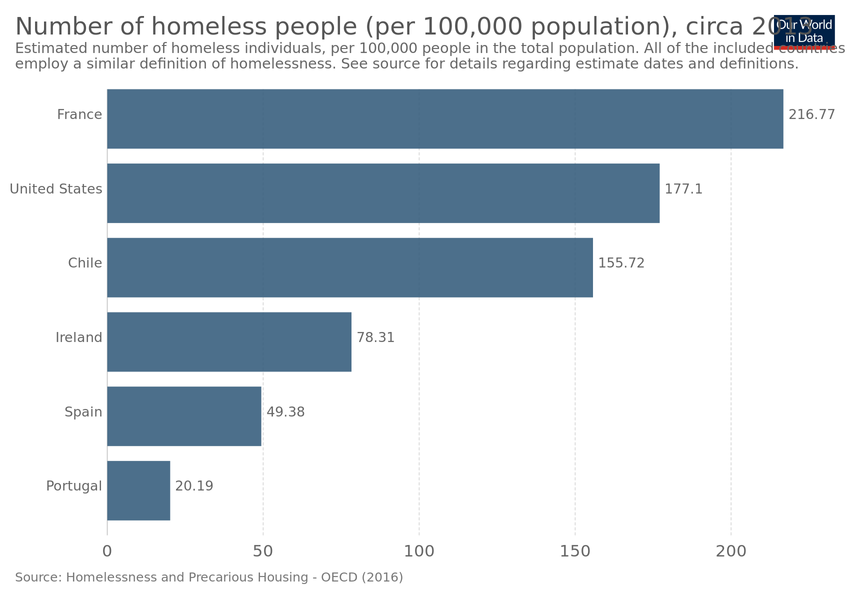 Number of homeless people (per 100,000 population), circa 2013
Our World
in Data
Estimated number of homeless individuals, per 100,000 people in the total population. All of the included countries
employ a similar definition of homelessness. See source for details regarding estimate dates and definitions.
France
216.77
United States
177.1
Chile
155.72
Ireland
78.31
Spain
49.38
Portugal
20.19
0
50
100
150
200
Source: Homelessness and Precarious Housing - OECD (2016)